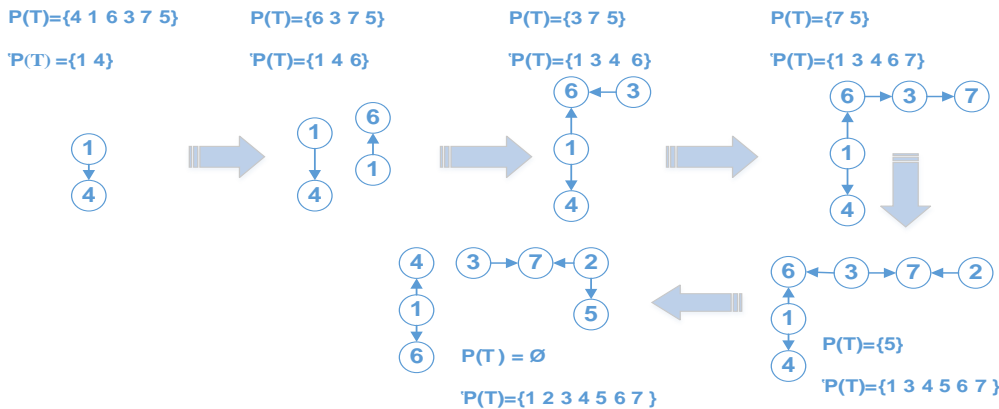 P(T)={4 1 6 3 7 5}
P(T)={6 3 7 5}
P(T)={3 7 5}
P(T)={7 5}
'P(T) ={1 4}
'P(T)={1 4 6}
'P(T)={1 3 4 6}
'P(T)={1 3 4 6 7}
1
4
1
4
6
1
6 3
1
4
6 3 7
1
4
6 3 7 2
1
4
P(T)={5}
'P(T)={1 3 4 5 6 7}
4 3 7 2
1 5
6
P(T) = Ø
'P(T)={1 2 3 4 5 6 7 }